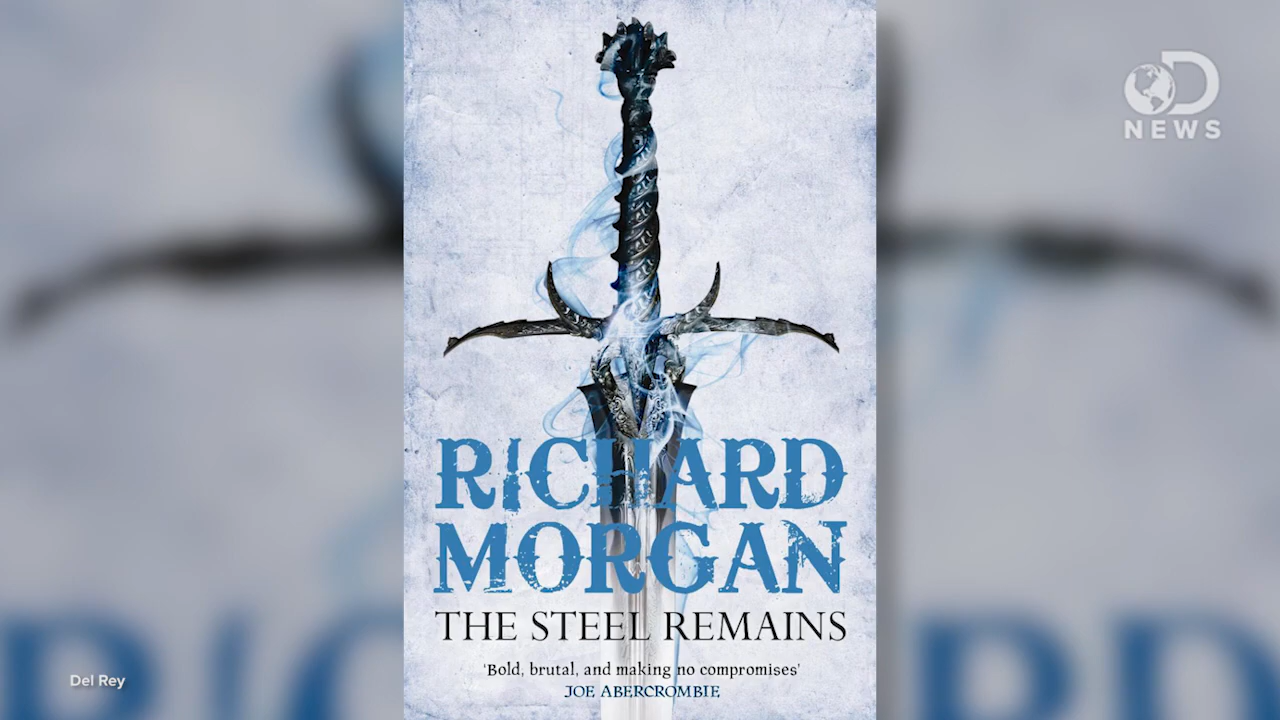 D
NEWS
RICHARD
MORGAN
THE STEEL REMAINS
‘Bold, brutal, and making no compromises’
JOE ABERCROMBIE
Del Rey